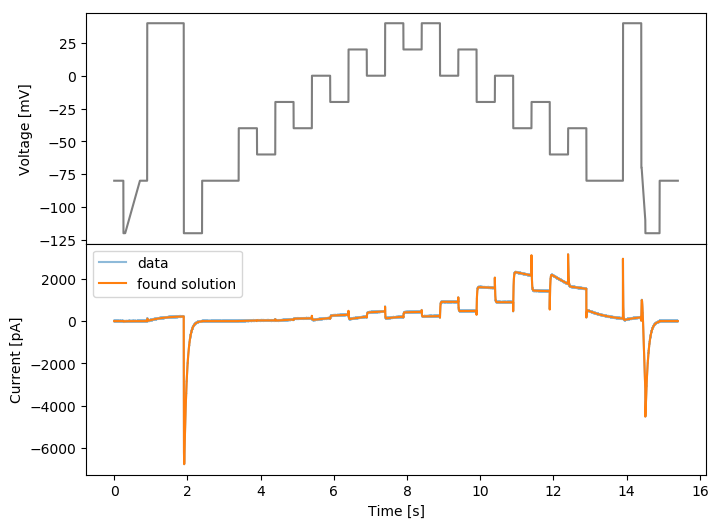 25
0
−25
−50
−75
−100
−125
Voltage [mV]
data
found solution
2000
0
−2000
−4000
−6000
Current [pA]
0 2 4 6 8 10 12 14 16
Time [s]